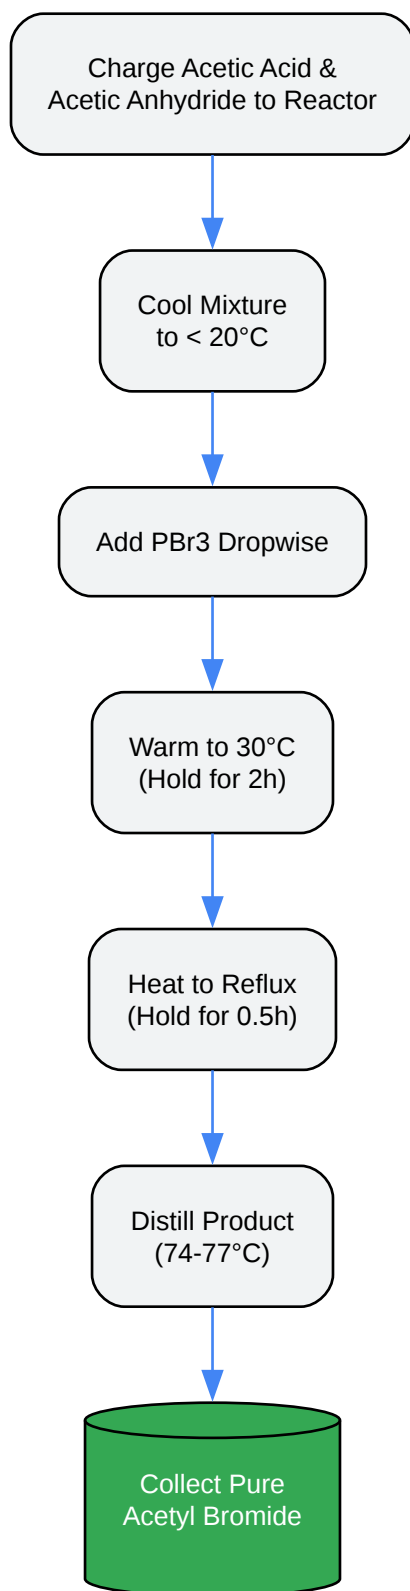 Charge Acetic Acid &
Acetic Anhydride to Reactor
Cool Mixture
to < 20°C
Add PBr3 Dropwise
Warm to 30°C
(Hold for 2h)
Heat to Reflux
(Hold for 0.5h)
Distill Product
(74-77°C)
Collect Pure
Acetyl Bromide